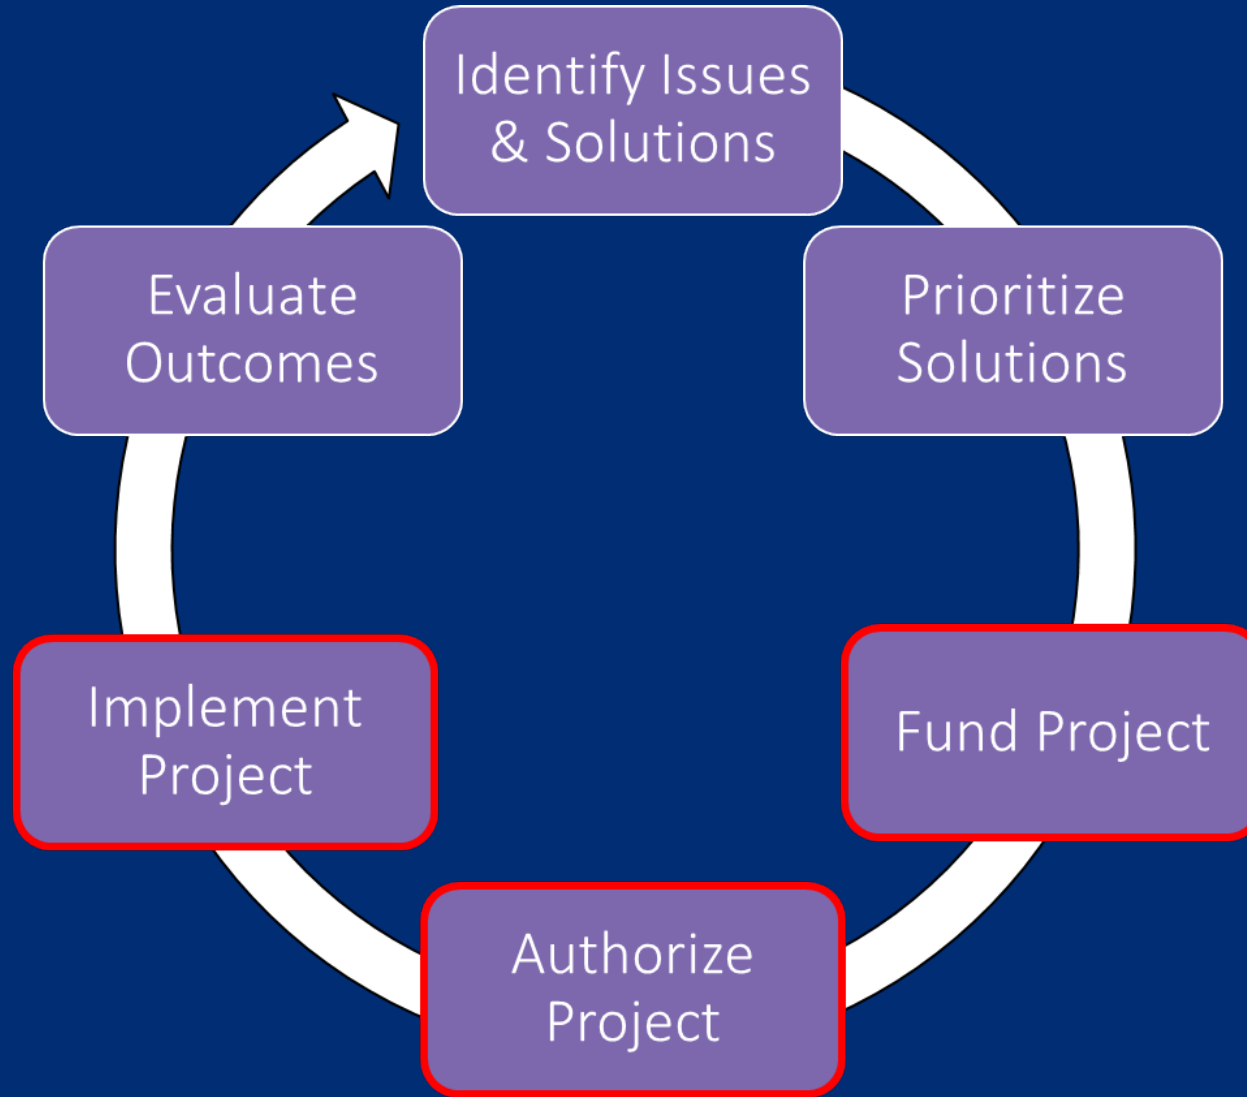 Identify Issues
& Solutions
Prioritize
Solutions
Fund Project
Authorize
Project
Implement
Project
Evaluate
Outcomes